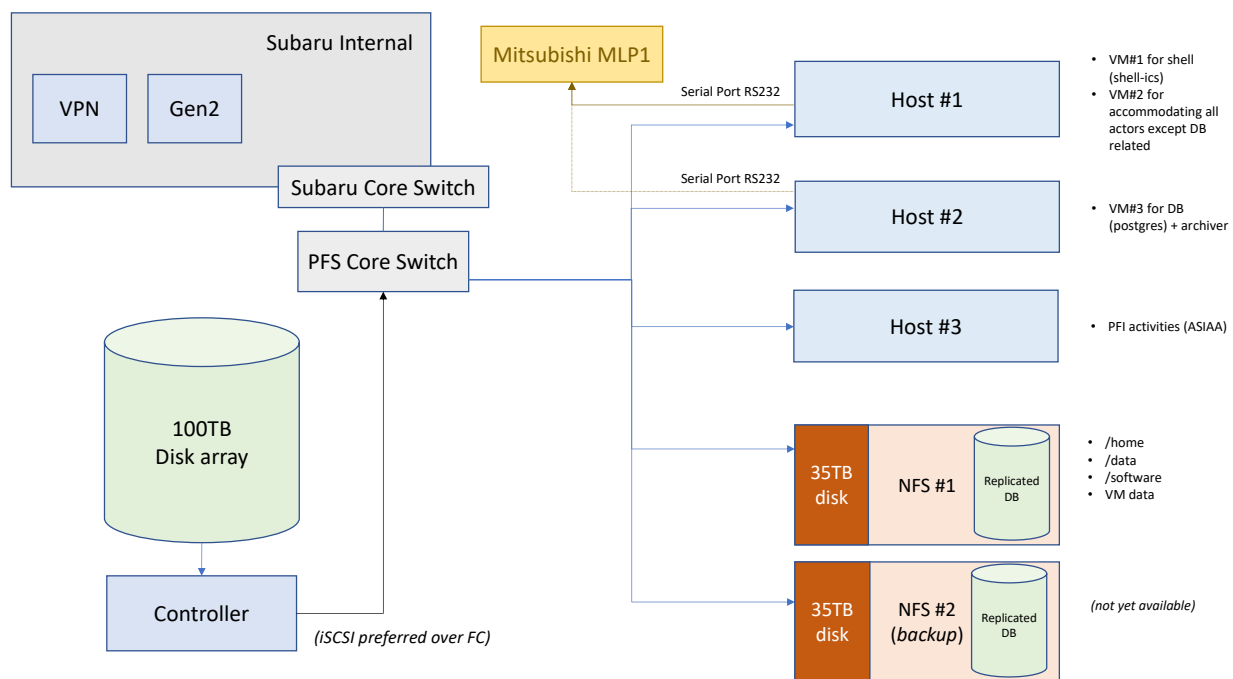 Subaru Internal
VPN
Gen2
Subaru Core Switch
PFS Core Switch
100TB
Disk array
Controller
(iSCSI preferred over FC)
Mitsubishi MLP1
Serial Port RS232
Host #1
• VM#1 for shell
(shell-ics)
• VM#2 for
accommodating all
actors except DB
related
Serial Port RS232
Host #2
• VM#3 for DB
(postgres) + archiver
Host #3
• PFI activities (ASIAA)
35TB
disk
NFS #1
Replicated
DB
• /home
• /data
• /software
• VM data
35TB
disk
NFS #2
(backup)
Replicated
DB
(not yet available)